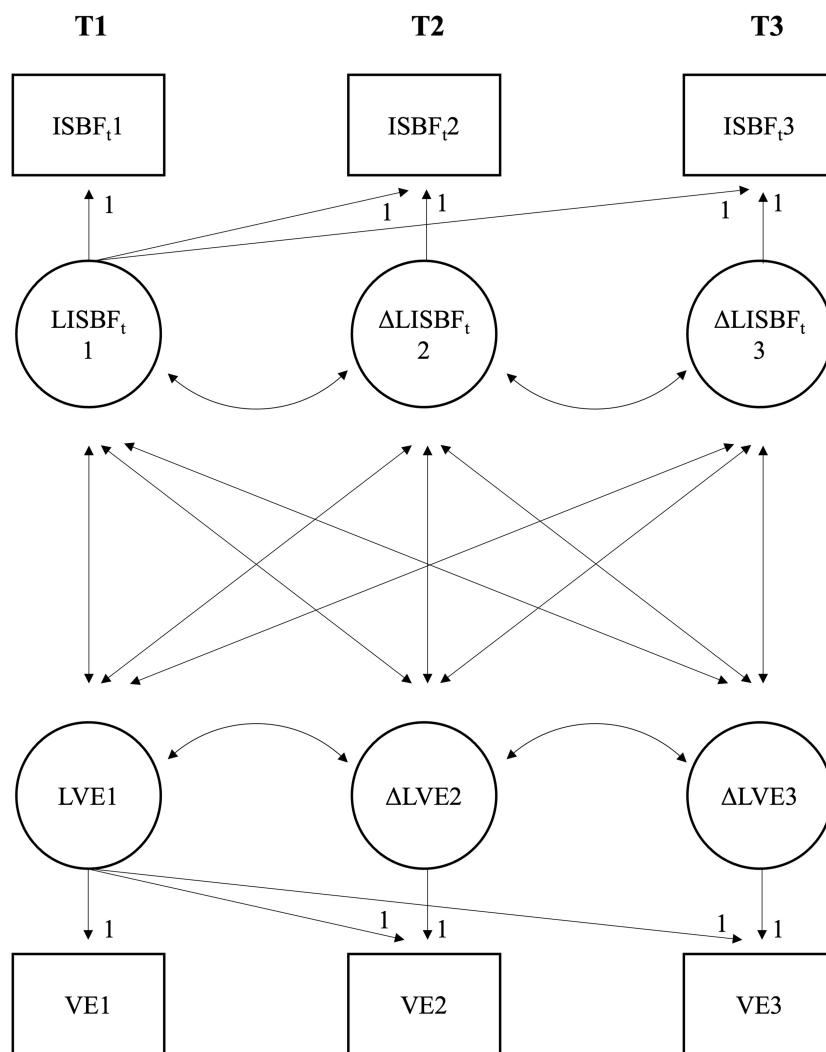 T1 T2 T3
ISBFₜ1 ISBFₜ2 ISBFₜ3
1 1 1 1 1
LISBFₜ ΔLISBFₜ ΔLISBFₜ
1 2 3
LVE1 ΔLVE2 ΔLVE3
1 1 1 1 1
VE1 VE2 VE3